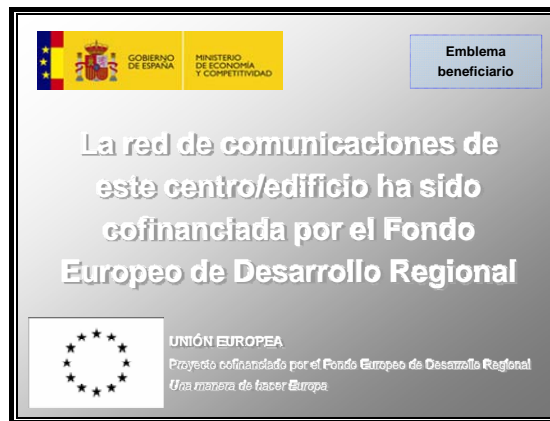 GOBIERNO
DE ESPAÑA
MINISTERIO
DE ECONOMÍA
Y COMPETITIVIDAD
Emblema
beneficiario
La red de comunicaciones de
este centro/edificio ha sido
cofinanciada por el Fondo
Europeo de Desarrollo Regional
UNIÓN EUROPEA
Proyecto cofinanciado por el Fondo Europeo de Desarrollo Regional
Una manera de hacer Europa